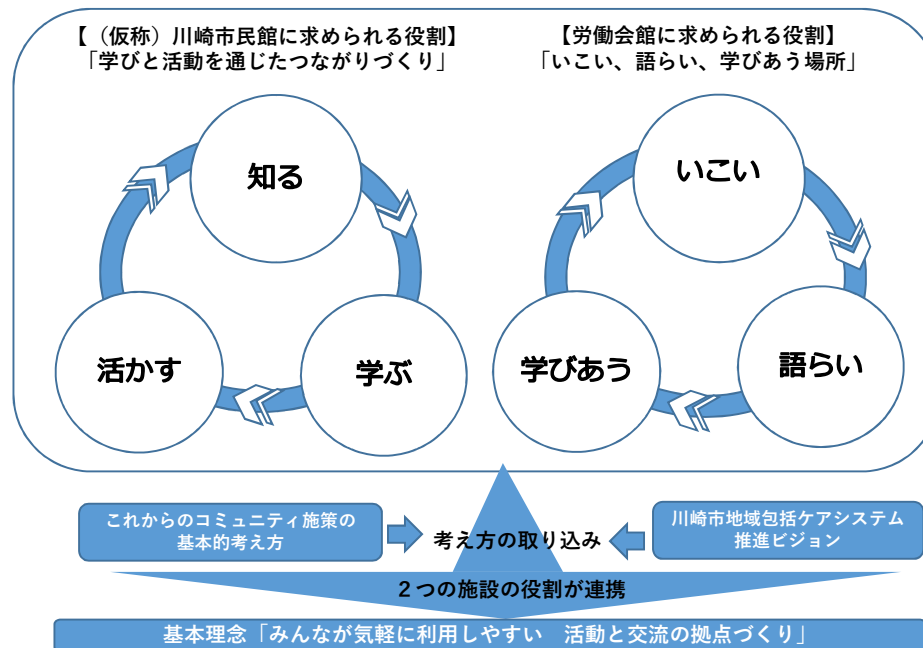 【（仮称）川崎市民館に求められる役割】
「学びと活動を通じたつながりづくり」
知る
活かす
学ぶ
【労働会館に求められる役割】
「いこい、語らい、学びあう場所」
いこい
学びあう
語らい
これからのコミュニティ施策の
基本的考え方
考え方の取り込み
川崎市地域包括ケアシステム
推進ビジョン
２つの施設の役割が連携
基本理念「みんなが気軽に利用しやすい　活動と交流の拠点づくり」